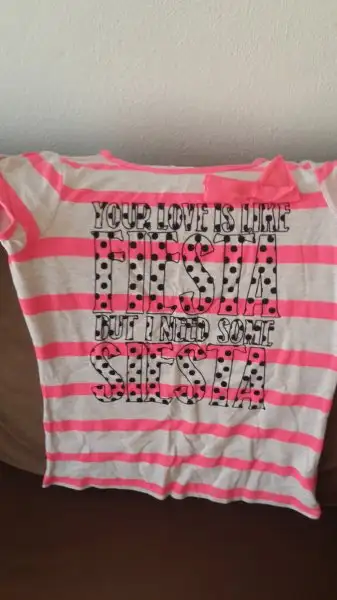 YOUR LOVE IS LIKE
FIESTA
BUT I NEED SOME
SIESTA